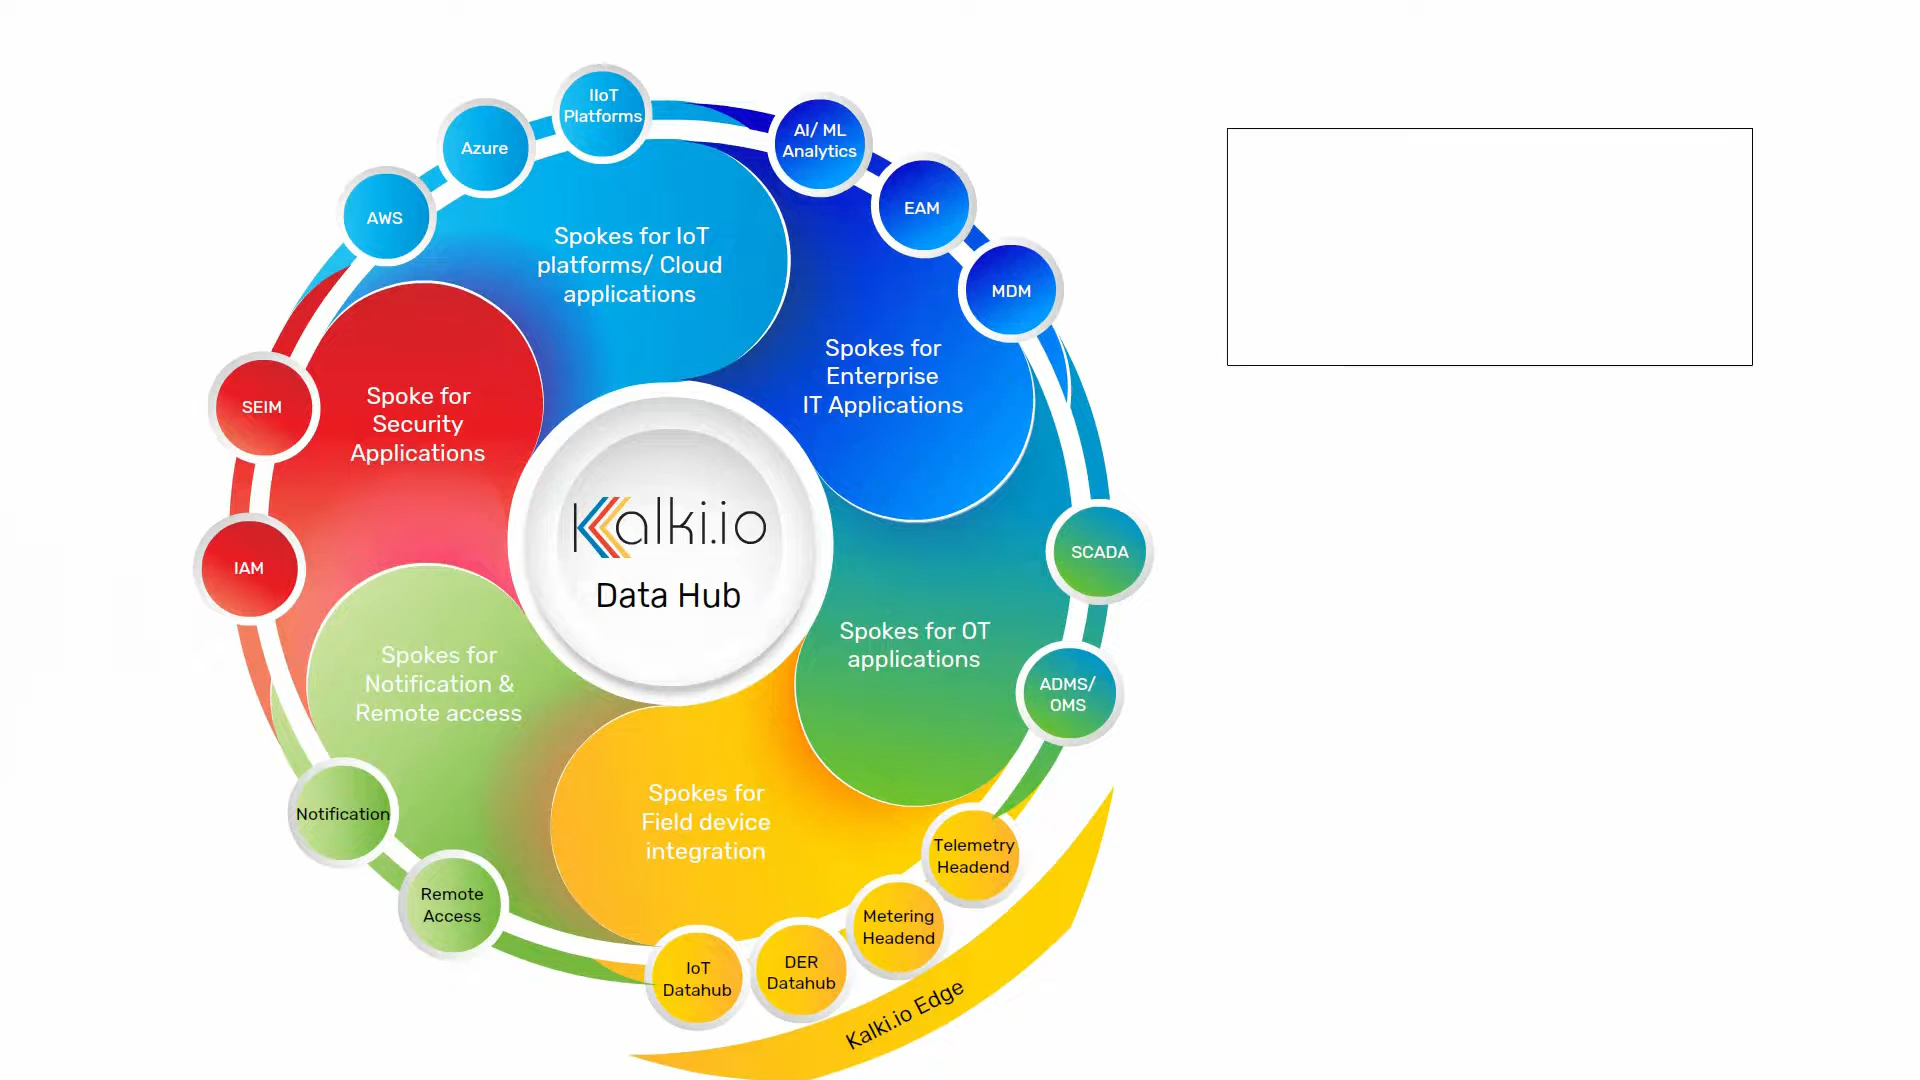 IIoT
Platforms
Azure
AWS
AI/ ML
Analytics
EAM
MDM
Spokes for IoT
platforms/ Cloud
applications
Spokes for
Enterprise
IT Applications
Spoke for
Security
Applications
SEIM
IAM
Kalki.io
Data Hub
SCADA
ADMS/
OMS
Spokes for OT
applications
Spokes for
Notification &
Remote access
Notification
Remote
Access
Spokes for
Field device
integration
Telemetry
Headend
Metering
Headend
DER
Datahub
IoT
Datahub
Kalki.io Edge